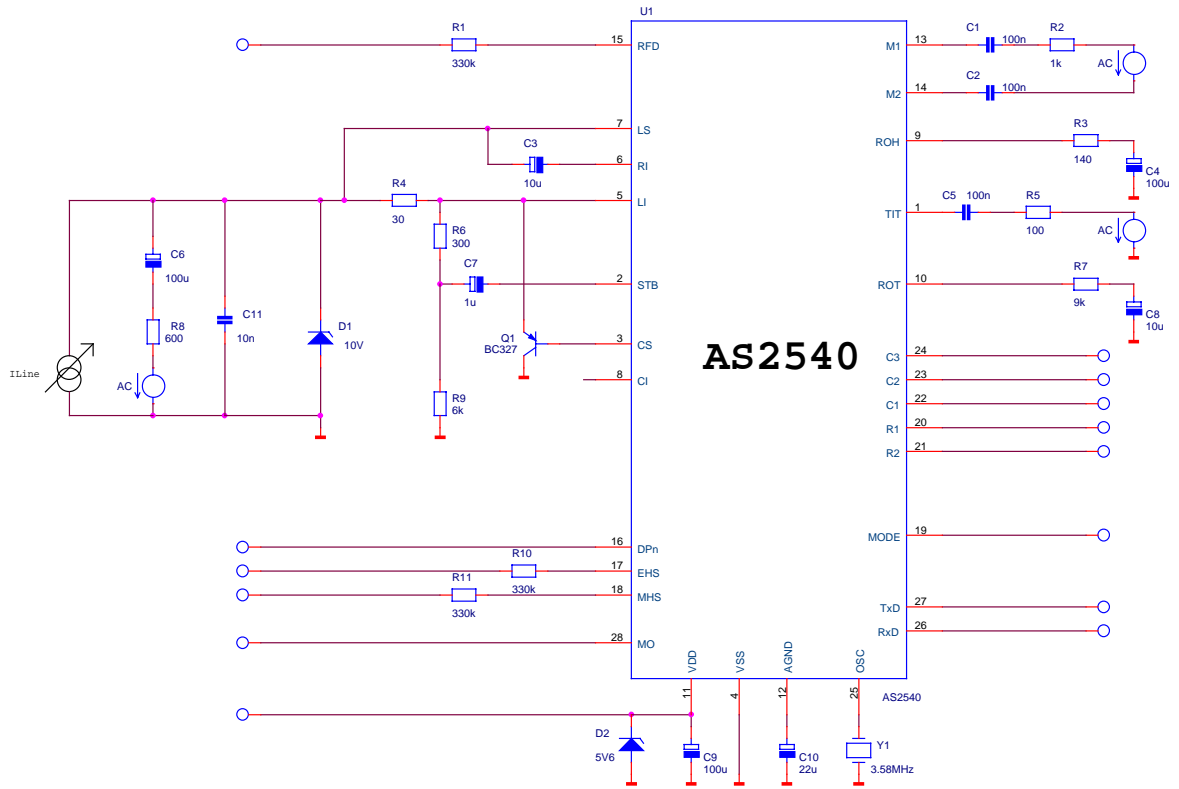 U1
R1
15
RFD
330k
M1
13
C1
100n
R2
1k
AC
M2
14
C2
100n
7
LS
C3
6
RI
10u
ROH
9
R3
140
C4
100u
R4
5
LI
30
TIT
1
C5
100n
R5
100
AC
R6
300
C6
100u
C7
1u
2
STB
ROT
10
R7
9k
C8
10u
C11
10n
R8
600
D1
10V
Q1
BC327
3
CS
8
CI
AS2540
C3
24
C2
23
C1
22
R1
20
R2
21
ILine
AC
R9
6k
MODE
19
16
DPn
R10
17
EHS
330k
R11
18
MHS
330k
TxD
27
RxD
26
28
MO
VDD
VSS
AGND
OSC
11
4
12
25
AS2540
D2
5V6
C9
100u
C10
22u
Y1
3.58MHz